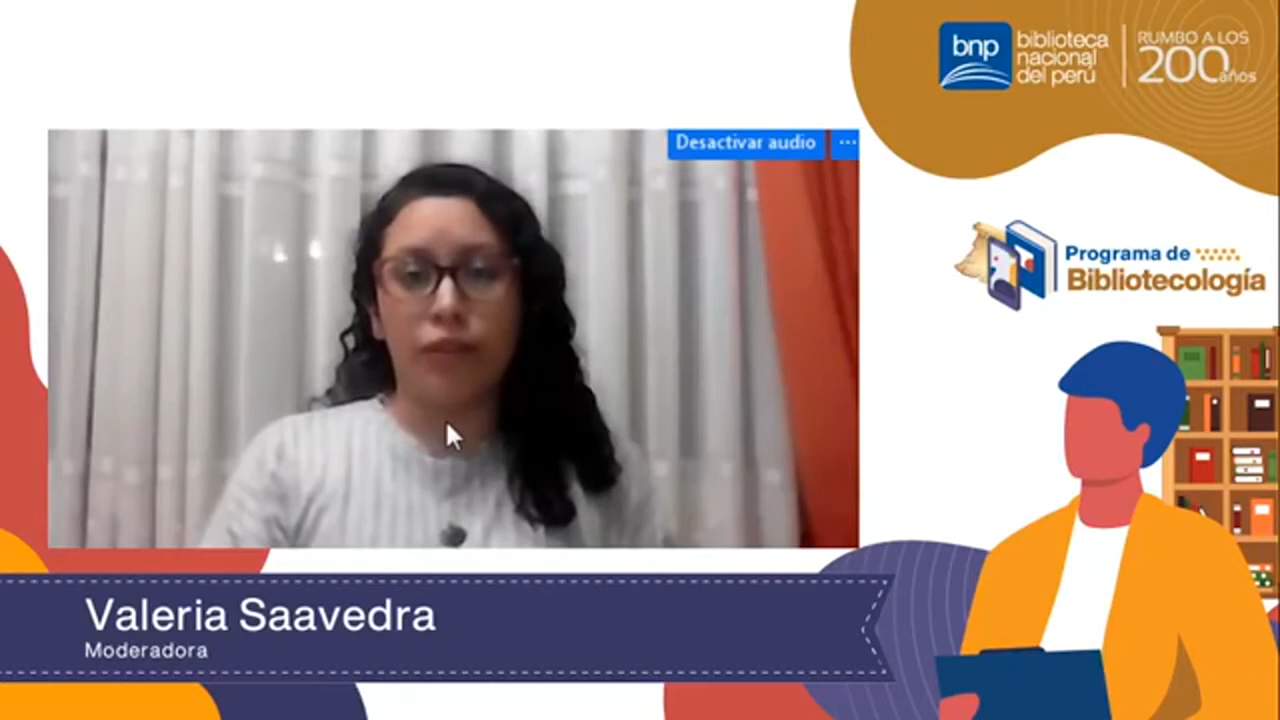 bnp
biblioteca
nacional
del perú
RUMBO A LOS
200
años
Desactivar audio
Programa de
Bibliotecología
Valeria Saavedra
Moderadora